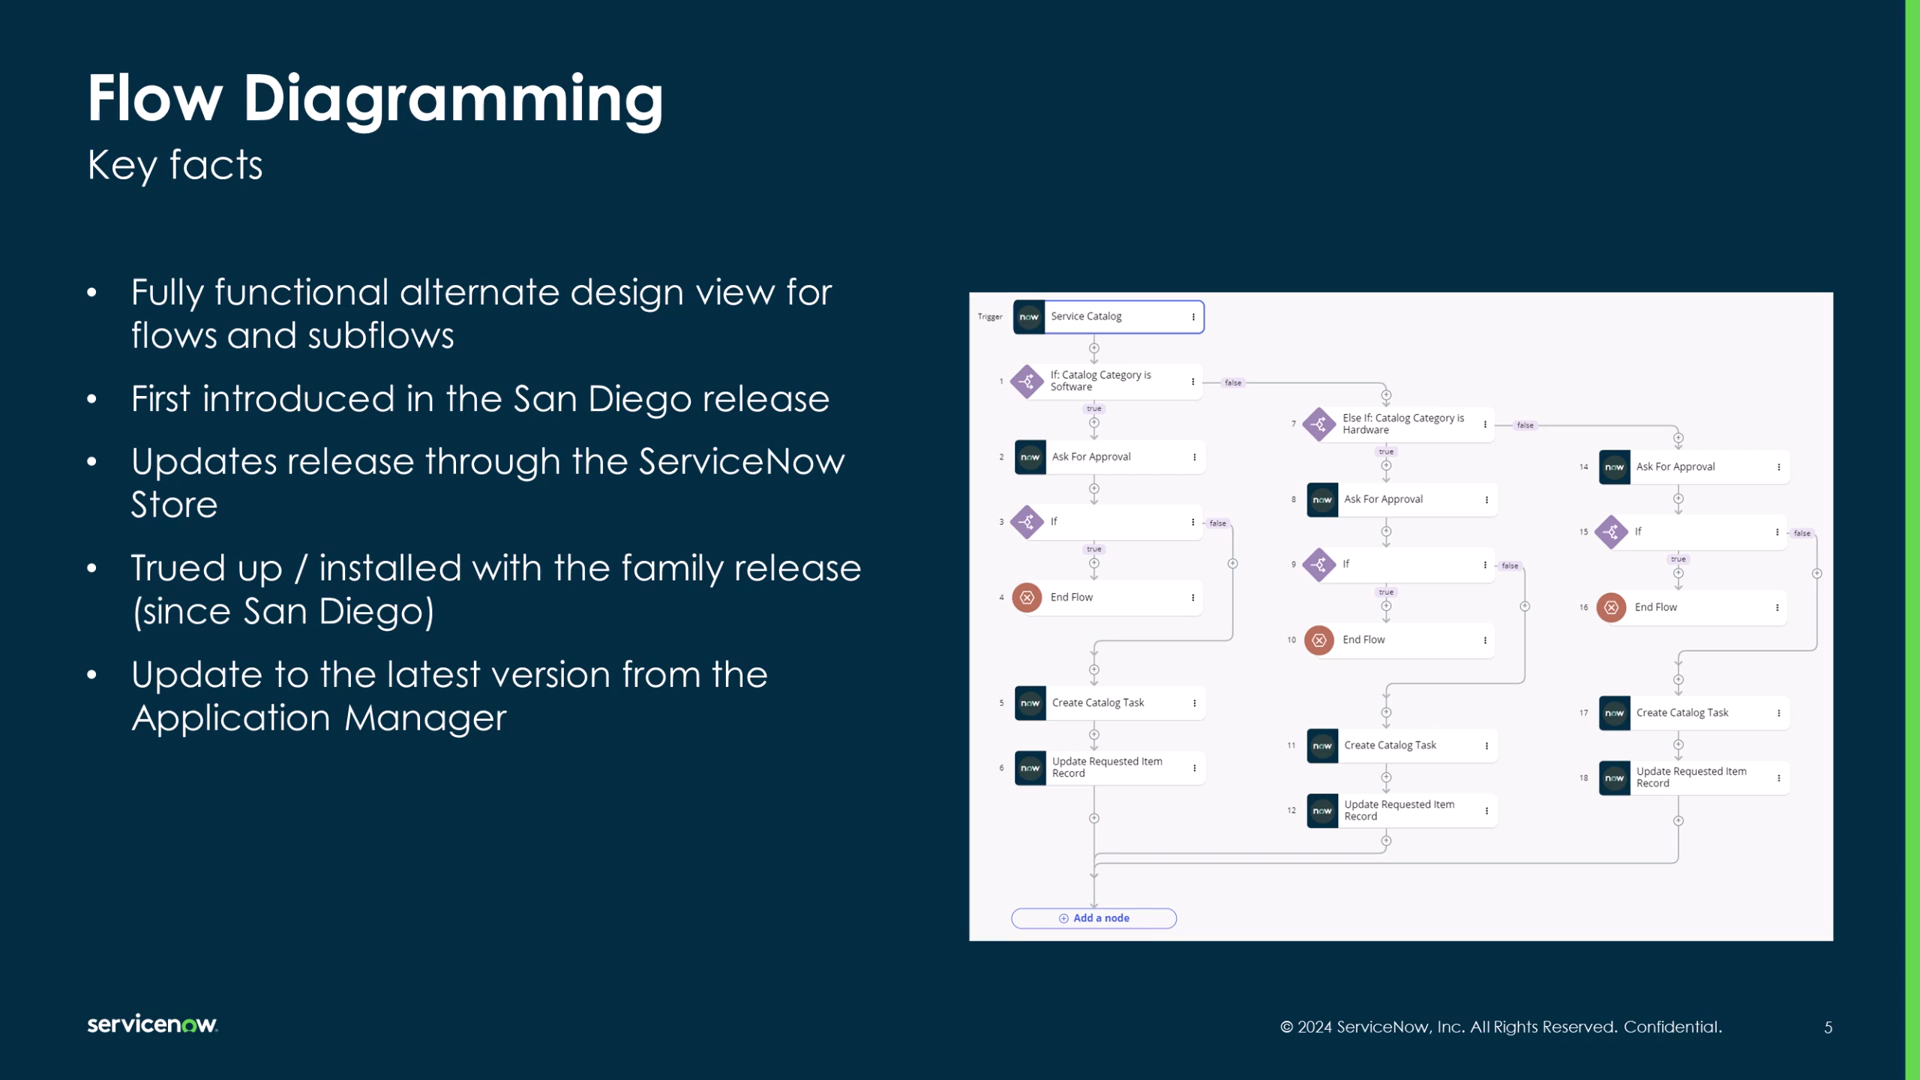 Flow Diagramming
Key facts
• Fully functional alternate design view for
flows and subflows
• First introduced in the San Diego release
• Updates release through the ServiceNow
Store
• Trued up / installed with the family release
(since San Diego)
• Update to the latest version from the
Application Manager
Trigger
now
Service Catalog
1
If: Catalog Category is
Software
false
true
2
now
Ask For Approval
3
If
false
true
4
End Flow
5
now
Create Catalog Task
6
now
Update Requested Item
Record
7
Else If: Catalog Category is
Hardware
false
true
8
now
Ask For Approval
9
If
false
true
10
End Flow
11
now
Create Catalog Task
12
now
Update Requested Item
Record
14
now
Ask For Approval
15
If
false
true
16
End Flow
17
now
Create Catalog Task
18
now
Update Requested Item
Record
Add a node
servicenow
© 2024 ServiceNow, Inc. All Rights Reserved. Confidential.
5